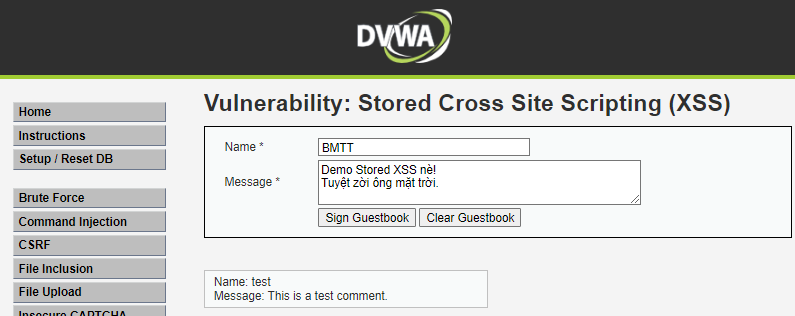 DVWA
Vulnerability: Stored Cross Site Scripting (XSS)
Home
Instructions
Setup / Reset DB
Brute Force
Command Injection
CSRF
File Inclusion
File Upload
Insecure CAPTCHA
Name *
BMTT
Message *
Demo Stored XSS nè!
Tuyệt zời ông mặt trời.
Sign Guestbook Clear Guestbook
Name: test
Message: This is a test comment.